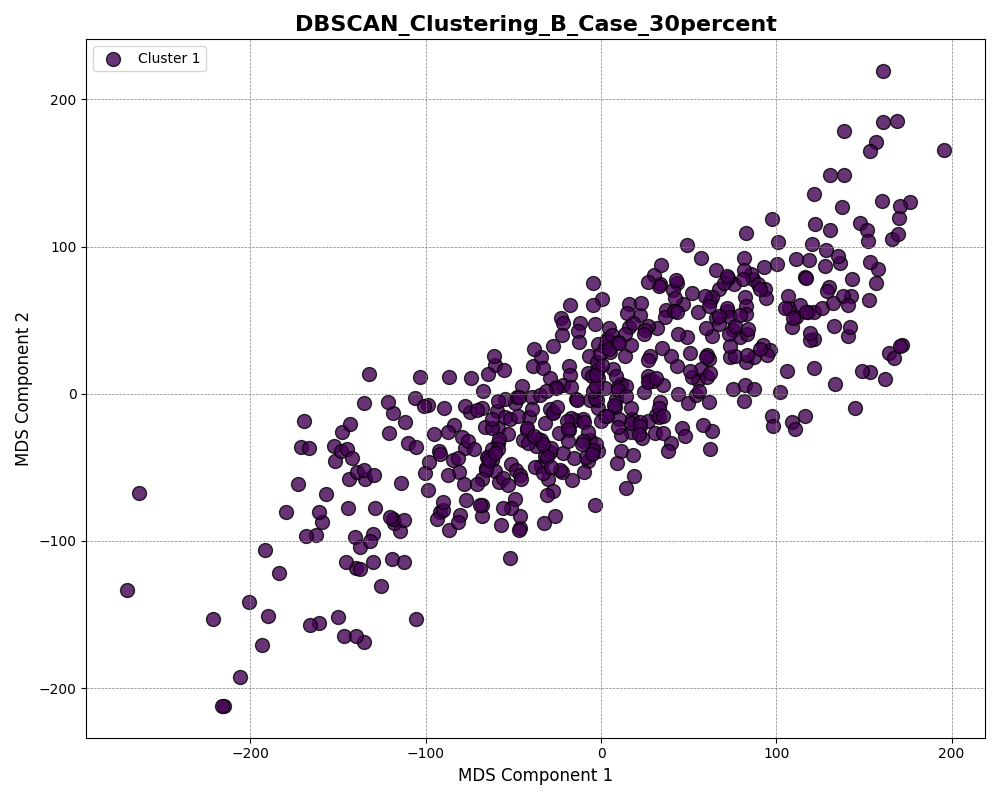 DBSCAN_Clustering_B_Case_30percent
Cluster 1
200
100
0
−100
−200
MDS Component 2
−200 −100 0 100 200
MDS Component 1